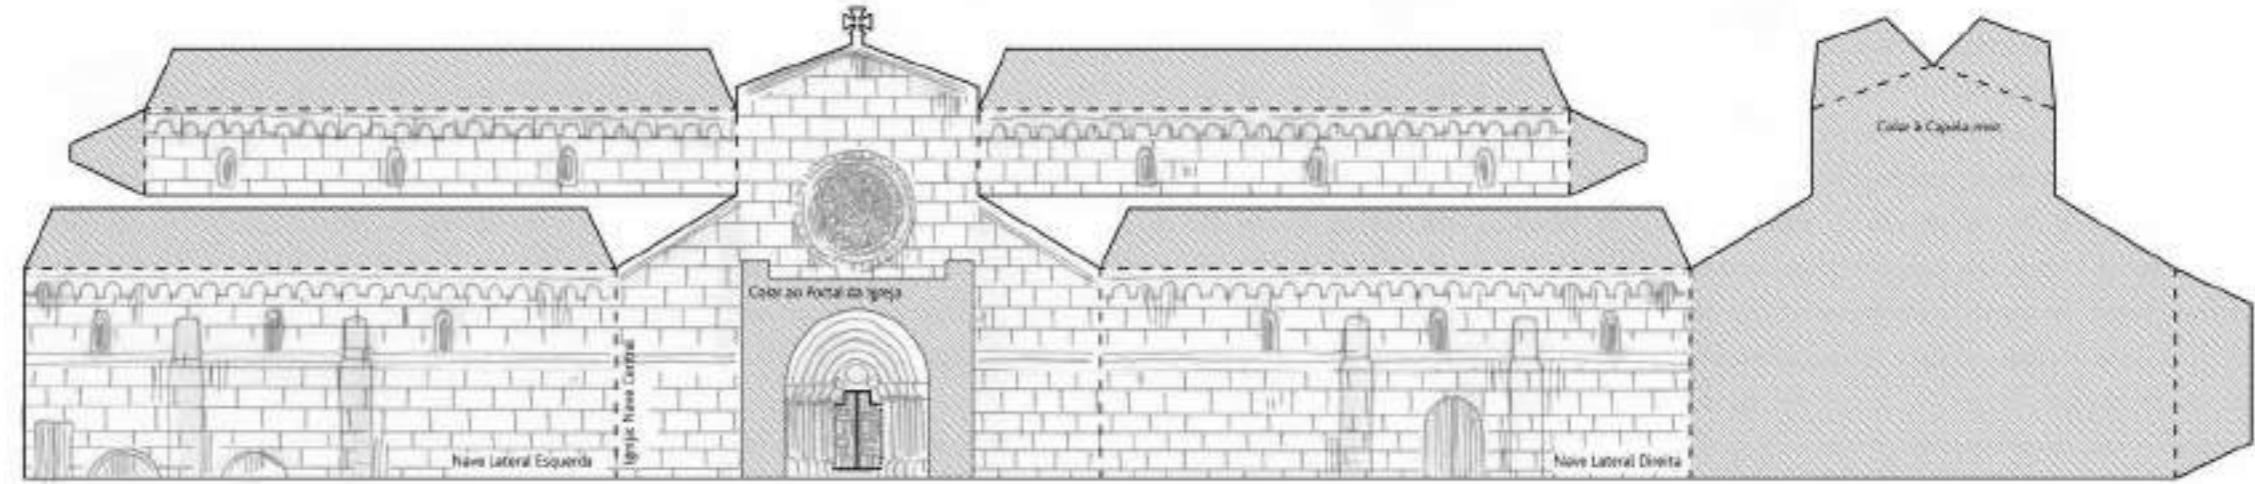 Colar à Capela-mor
Colar ao Portal da Igreja
Igreja: Nave Central
Nave Lateral Esquerda
Nave Lateral Direita